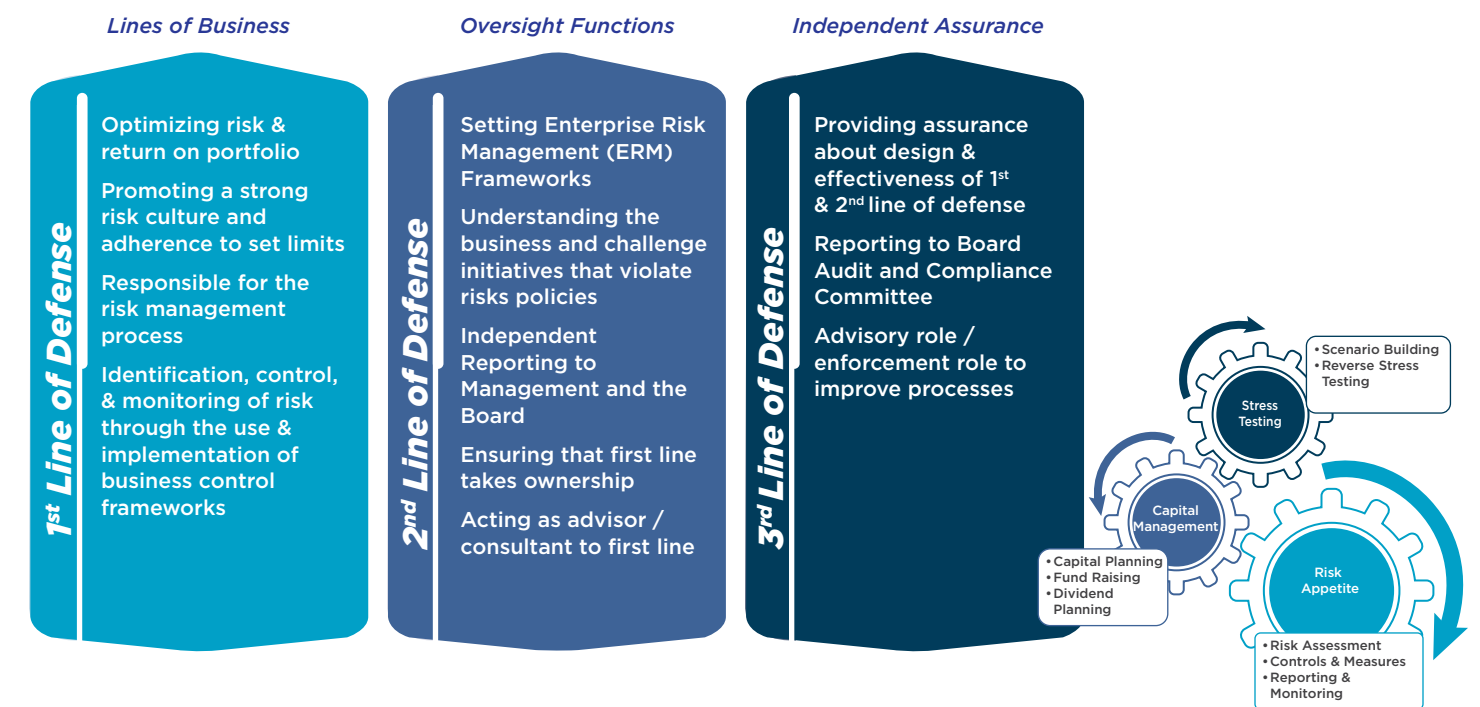 Lines of Business
1st Line of Defense
Optimizing risk &
return on portfolio
Promoting a strong
risk culture and
adherence to set limits
Responsible for the
risk management
process
Identification, control,
& monitoring of risk
through the use &
implementation of
business control
frameworks
Oversight Functions
2nd Line of Defense
Setting Enterprise Risk
Management (ERM)
Frameworks
Understanding the
business and challenge
initiatives that violate
risks policies
Independent
Reporting to
Management and the
Board
Ensuring that first line
takes ownership
Acting as advisor /
consultant to first line
Independent Assurance
3rd Line of Defense
Providing assurance
about design &
effectiveness of 1st
& 2nd line of defense
Reporting to Board
Audit and Compliance
Committee
Advisory role /
enforcement role to
improve processes
Stress
Testing
• Scenario Building
• Reverse Stress
Testing
Capital
Management
• Capital Planning
• Fund Raising
• Dividend
Planning
Risk
Appetite
• Risk Assessment
• Controls & Measures
• Reporting &
Monitoring